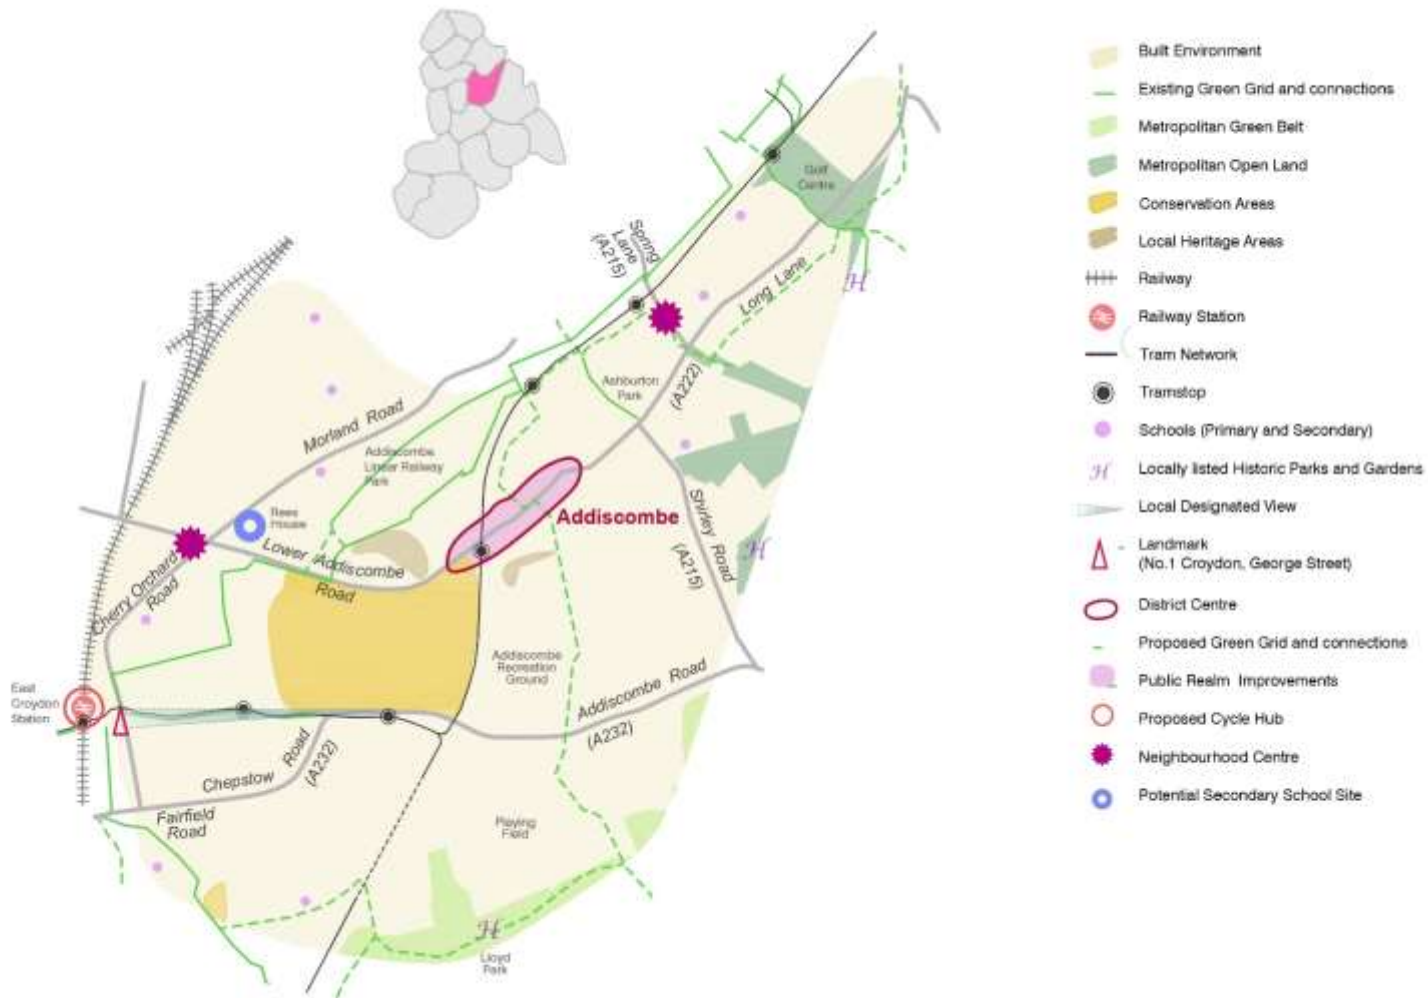 Built Environment
Existing Green Grid and connections
Metropolitan Green Belt
Metropolitan Open Land
Conservation Areas
Local Heritage Areas
Railway
Railway Station
Tram Network
Tramstop
Schools (Primary and Secondary)
H Locally listed Historic Parks and Gardens
Local Designated View
Landmark
(No.1 Croydon, George Street)
District Centre
Proposed Green Grid and connections
Public Realm Improvements
Proposed Cycle Hub
Neighbourhood Centre
Potential Secondary School Site
Golf
Centre
Spring
Lane
(A215)
Long Lane
H
(A222)
Ashburton
Park
Morland Road
Addiscombe
Linear Railway
Park
Rees
House
Addiscombe
Lower Addiscombe
Road
Shirley Road
(A215)
H
Cherry Orchard
Road
Addiscombe
Recreation
Ground
Addiscombe Road
(A232)
East
Croydon
Station
Chepstow Road
(A232)
Fairfield
Road
Playing
Field
H
Lloyd
Park